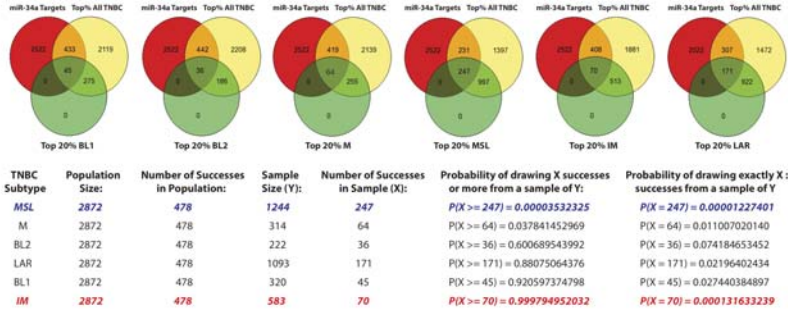 miR-34a Targets Top% All TNBC miR-34a Targets Top% All TNBC miR-34a Targets Top% All TNBC miR-34a Targets Top% All TNBC miR-34a Targets Top% All TNBC miR-34a Targets Top% All TNBC
2522 433 2119 2522 442 2208 2522 419 2139 2522 231 1397 2522 408 1881 2522 307 1472
45 36 64 247 70 171
0 275 0 186 0 0 997 0 513 0 922
0 0 0 0 0 0
Top 20% BL1 Top 20% BL2 Top 20% M Top 20% MSL Top 20% IM Top 20% LAR
TNBC Population Number of Successes Sample Number of Successes Probability of drawing X successes Probability of drawing exactly X :
Subtype Size: in Population: Size (Y): in Sample (X): or more from a sample of Y: successes from a sample of Y
MSL 2872 478 1244 247 P(X >= 247) = 0.00003532325 P(X = 247) = 0.00001227401
M 2872 478 314 64 P(X >= 64) = 0.037841452969 P(X = 64) = 0.011007020140
BL2 2872 478 222 36 P(X >= 36) = 0.600689543992 P(X = 36) = 0.074184653452
LAR 2872 478 1093 171 P(X >= 171) = 0.88075064376 P(X = 171) = 0.02196402434
BL1 2872 478 320 45 P(X >= 45) = 0.920597374798 P(X = 45) = 0.027440384897
IM 2872 478 583 70 P(X >= 70) = 0.999794952032 P(X = 70) = 0.000131633239